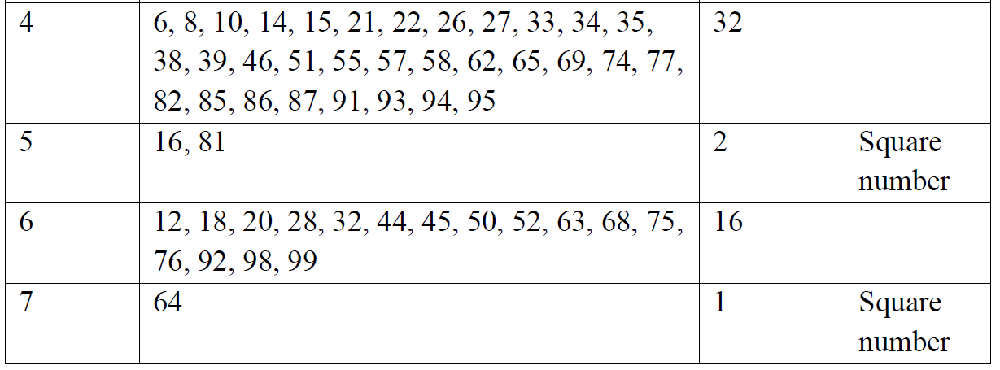 4 6, 8, 10, 14, 15, 21, 22, 26, 27, 33, 34, 35, 32
38, 39, 46, 51, 55, 57, 58, 62, 65, 69, 74, 77,
82, 85, 86, 87, 91, 93, 94, 95
5 16, 81 2 Square
number
6 12, 18, 20, 28, 32, 44, 45, 50, 52, 63, 68, 75, 16
76, 92, 98, 99
7 64 1 Square
number